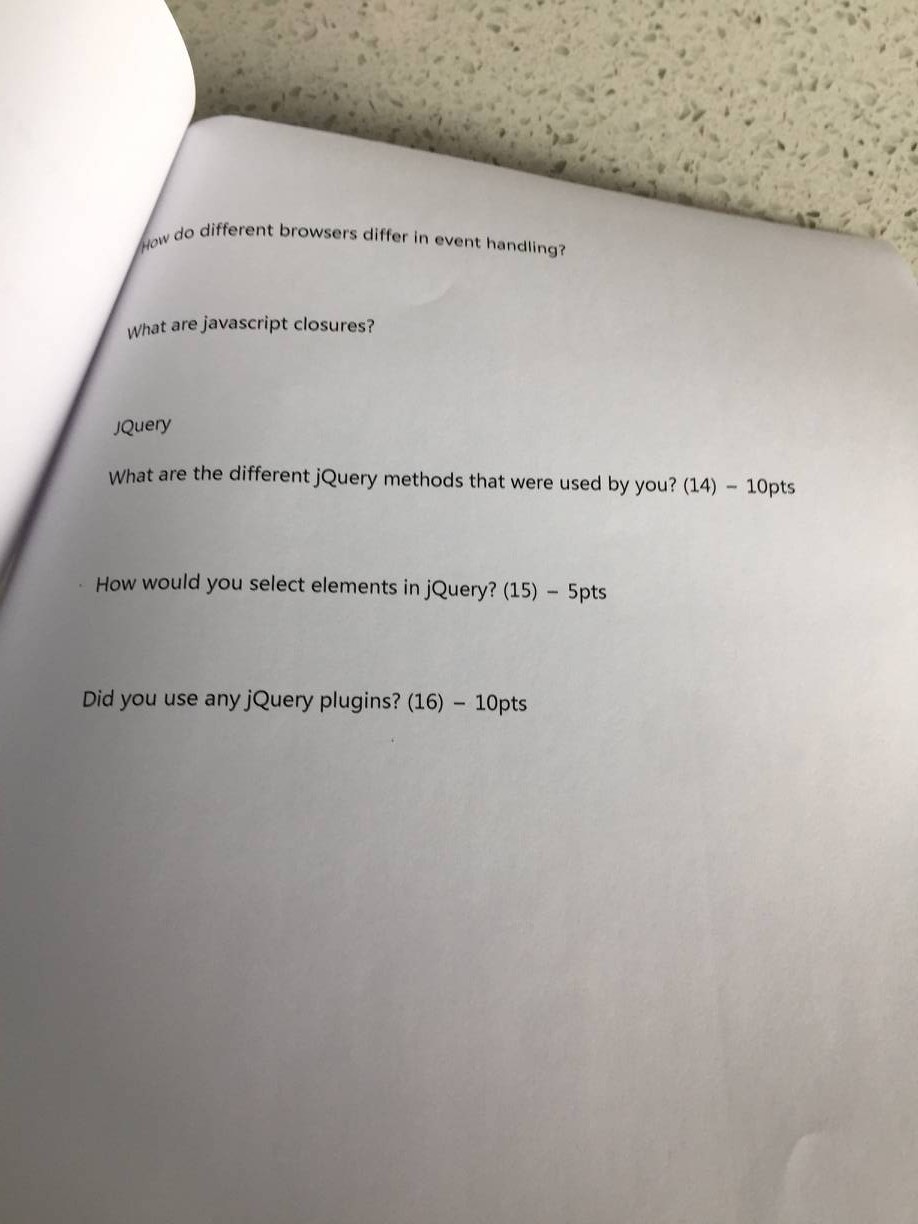 How do different browsers differ in event handling?
What are javascript closures?
JQuery
What are the different jQuery methods that were used by you? (14) – 10pts
How would you select elements in jQuery? (15) – 5pts
Did you use any jQuery plugins? (16) – 10pts